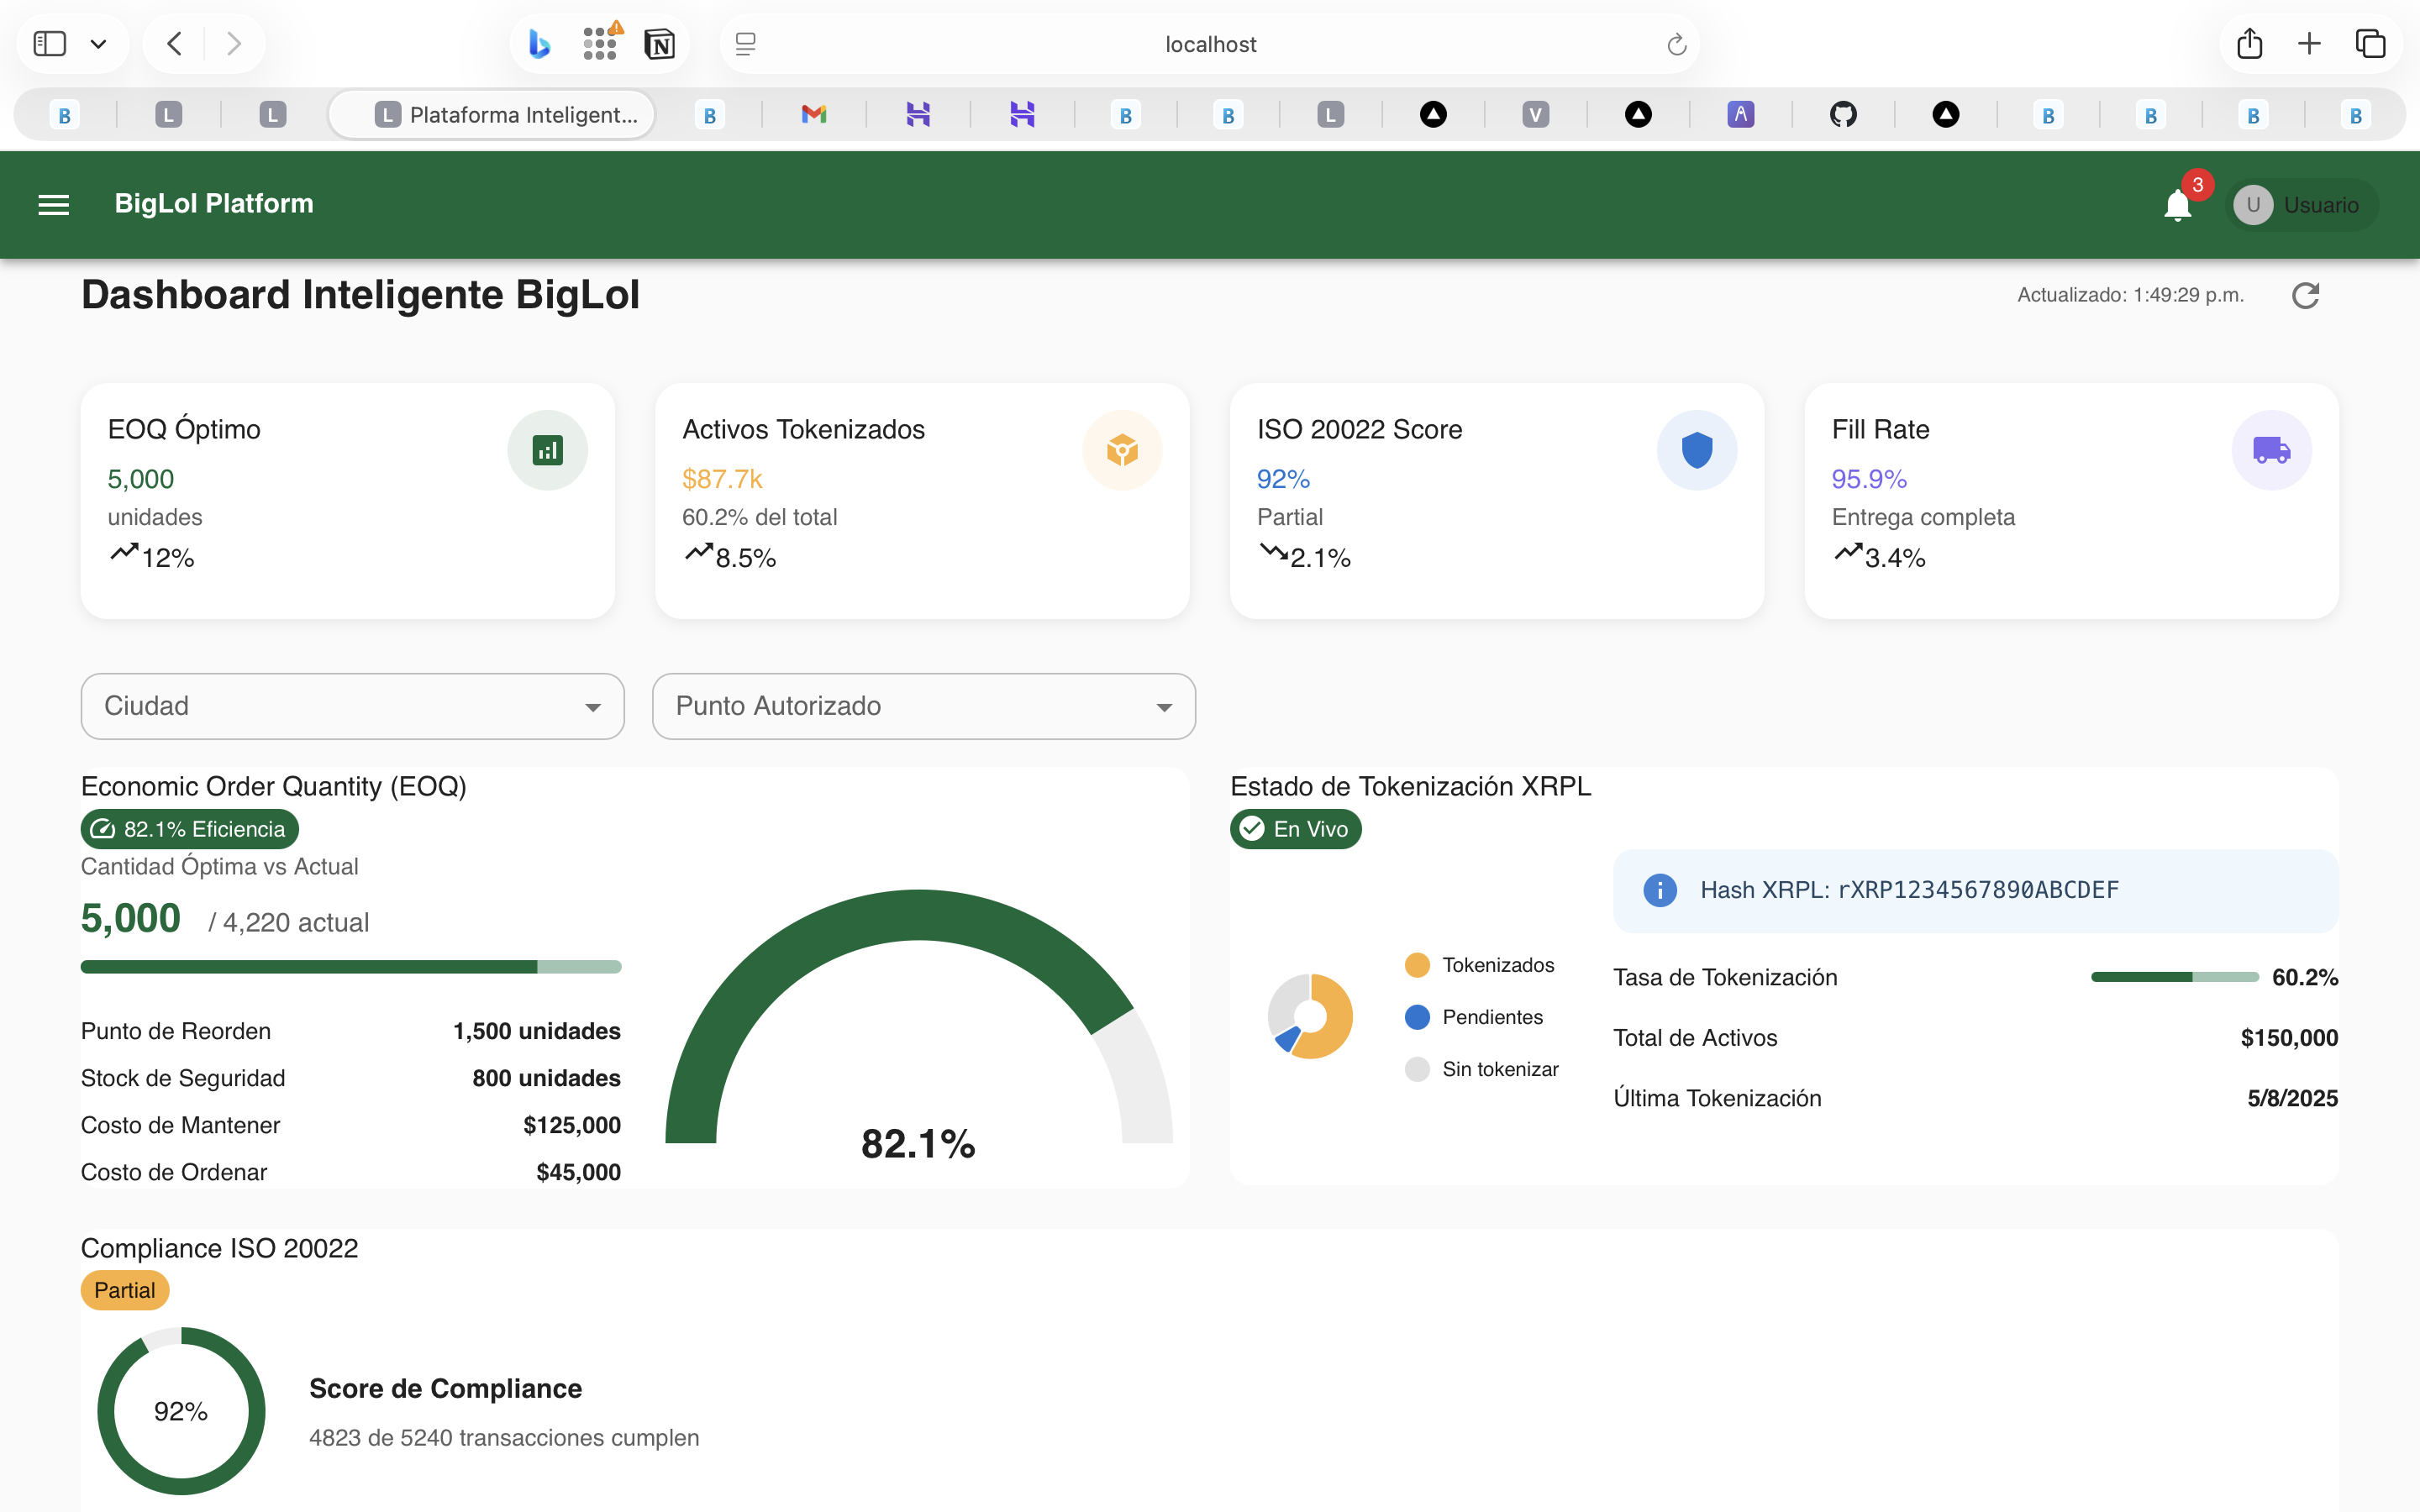 localhost
B
L
L
L Plataforma Inteligent...
B
B
B
L
V
A
B
B
B
B
BigLol Platform
3
U Usuario
Dashboard Inteligente BigLol
Actualizado: 1:49:29 p.m.
EOQ Óptimo
5,000
unidades
12%
Activos Tokenizados
$87.7k
60.2% del total
8.5%
ISO 20022 Score
92%
Partial
2.1%
Fill Rate
95.9%
Entrega completa
3.4%
Ciudad
Punto Autorizado
Economic Order Quantity (EOQ)
82.1% Eficiencia
Cantidad Óptima vs Actual
5,000 / 4,220 actual
Punto de Reorden 1,500 unidades
Stock de Seguridad 800 unidades
Costo de Mantener $125,000
Costo de Ordenar $45,000
82.1%
Estado de Tokenización XRPL
En Vivo
Tokenizados
Pendientes
Sin tokenizar
Hash XRPL: rXRP1234567890ABCDEF
Tasa de Tokenización 60.2%
Total de Activos $150,000
Última Tokenización 5/8/2025
Compliance ISO 20022
Partial
92%
Score de Compliance
4823 de 5240 transacciones cumplen